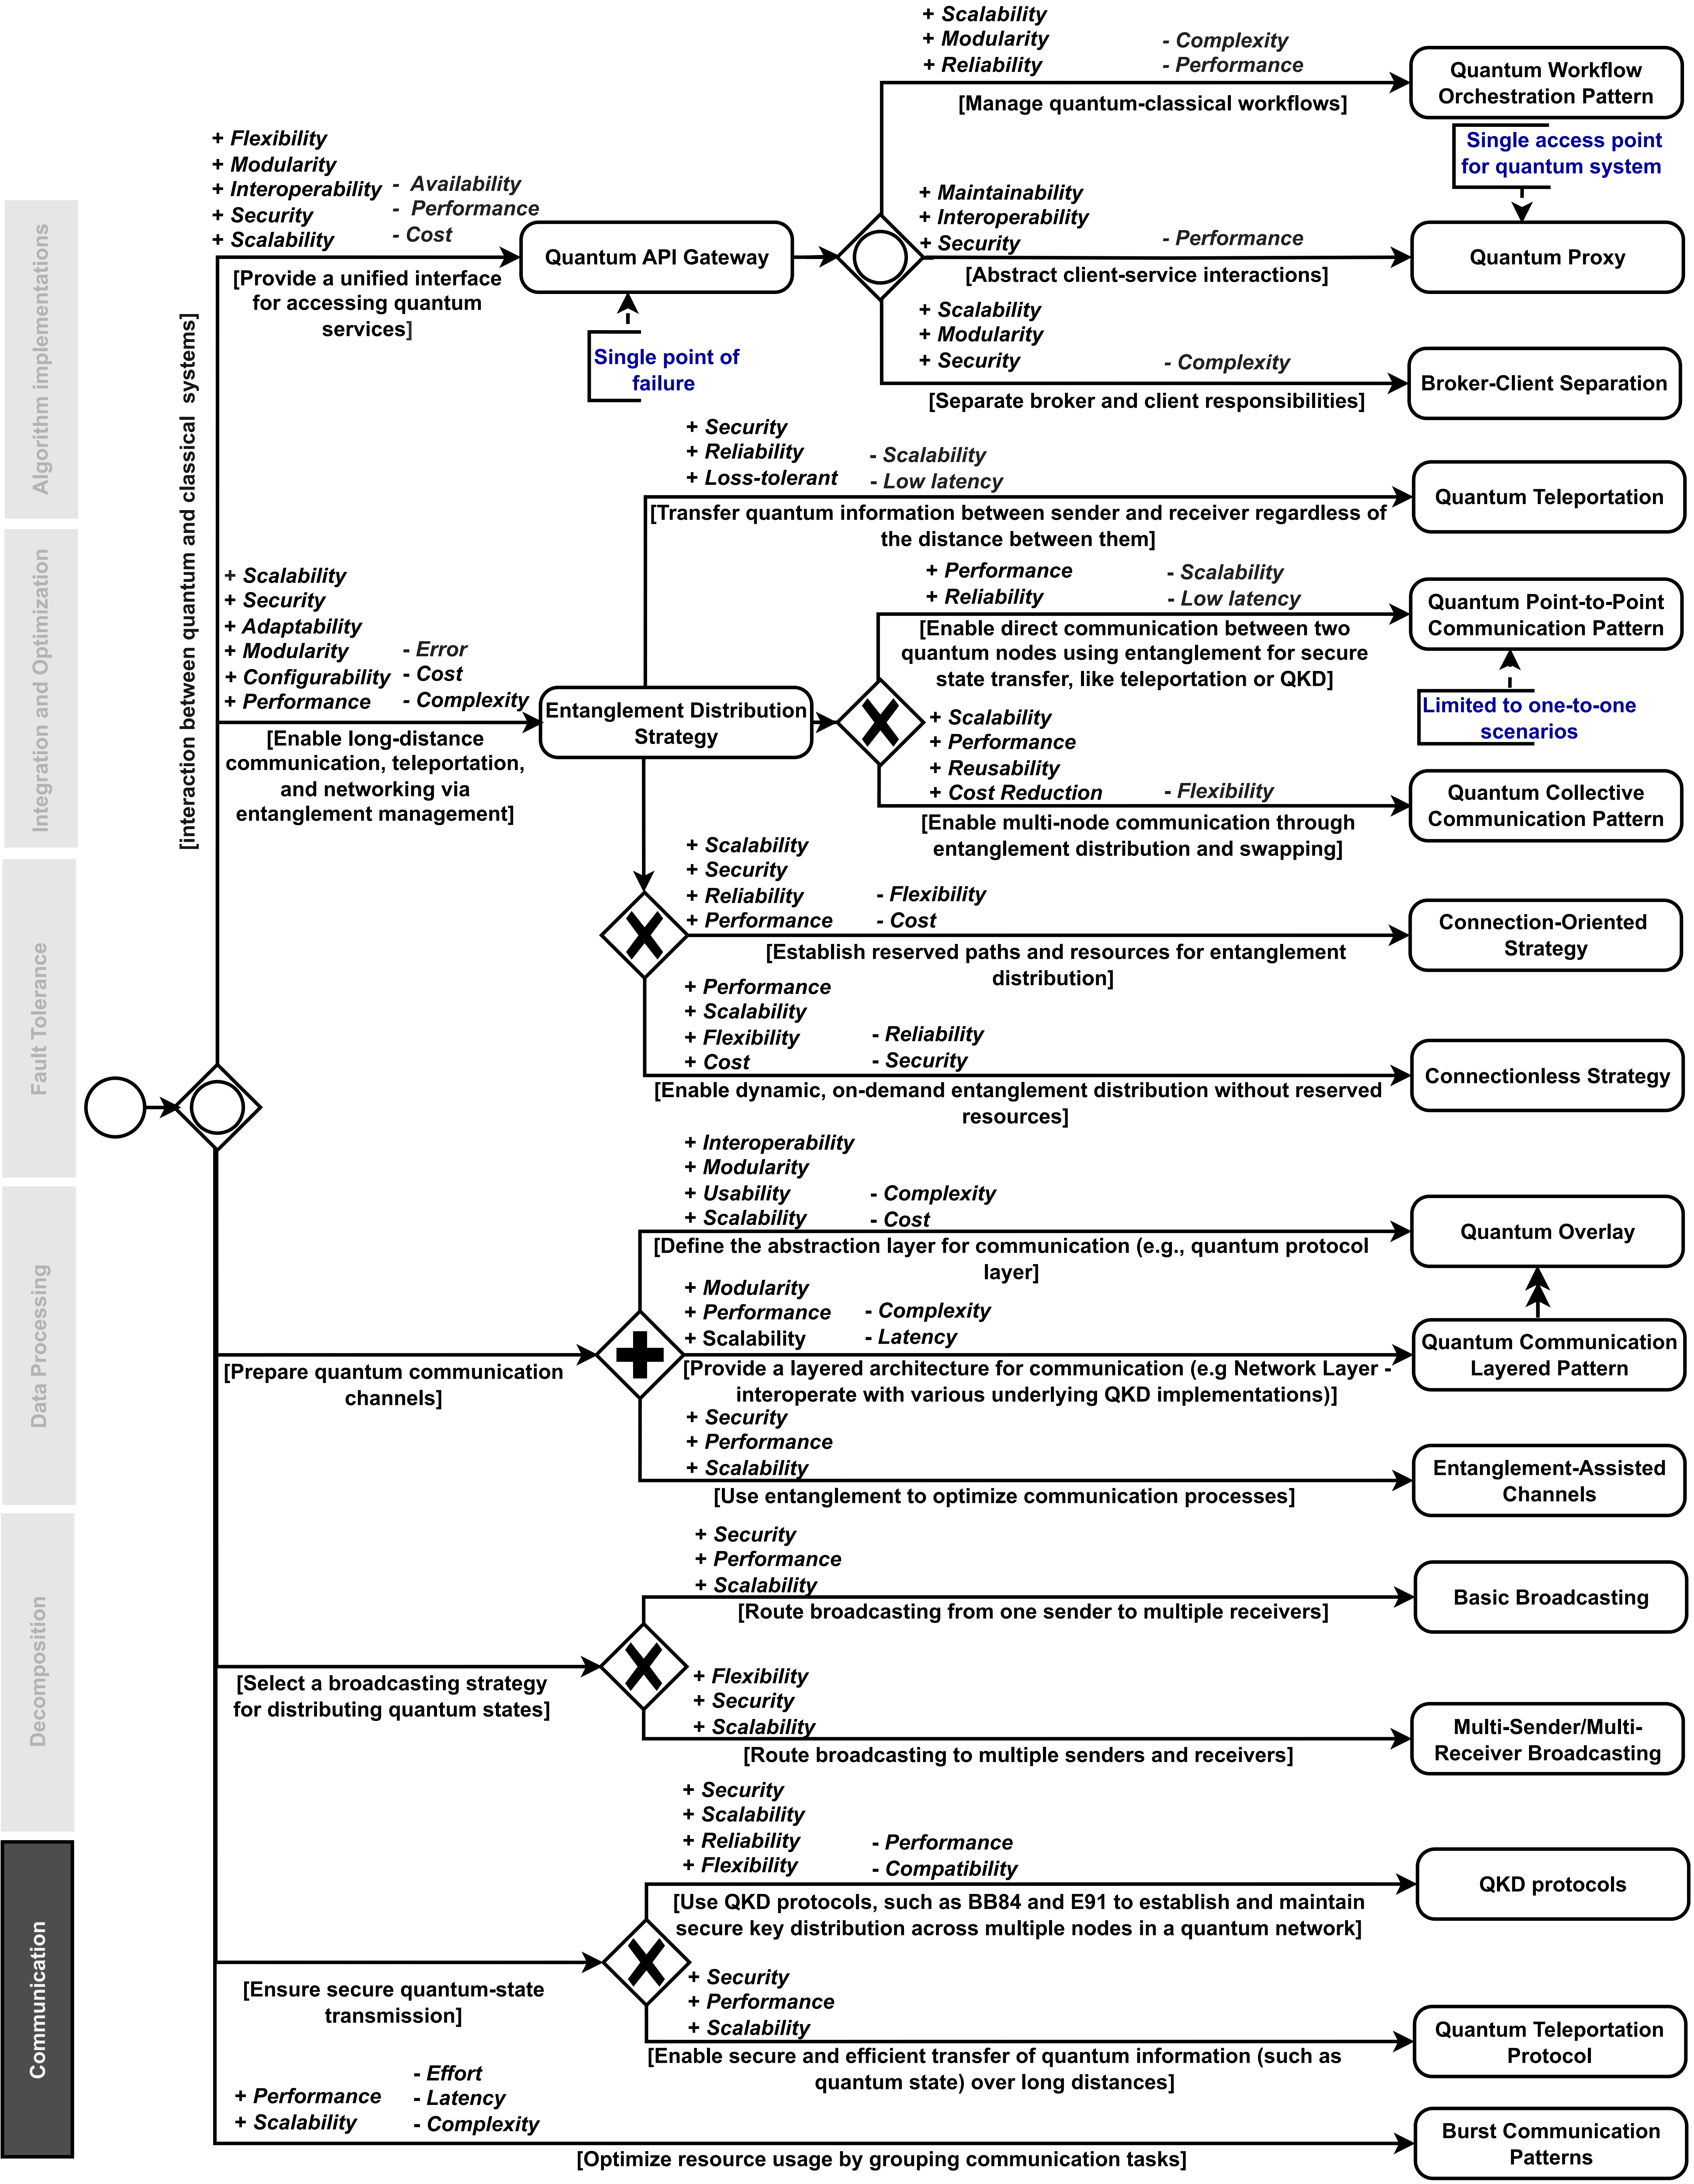 + Scalability
+ Modularity
+ Reliability
- Complexity
- Performance
[Manage quantum-classical workflows]
Quantum Workflow
Orchestration Pattern
Single access point
for quantum system
+ Flexibility
+ Modularity
+ Interoperability
+ Security
+ Scalability
- Availability
- Performance
- Cost
[Provide a unified interface
for accessing quantum
services]
Quantum API Gateway
Single point of
failure
+ Maintainability
+ Interoperability
+ Security
- Performance
[Abstract client-service interactions]
Quantum Proxy
+ Scalability
+ Modularity
+ Security
- Complexity
[Separate broker and client responsibilities]
Broker-Client Separation
[interaction between quantum and classical systems]
+ Security
+ Reliability
+ Loss-tolerant
- Scalability
- Low latency
[Transfer quantum information between sender and receiver regardless of
the distance between them]
Quantum Teleportation
+ Scalability
+ Security
+ Adaptability
+ Modularity
+ Configurability
+ Performance
- Error
- Cost
- Complexity
[Enable long-distance
communication, teleportation,
and networking via
entanglement management]
Entanglement Distribution
Strategy
+ Performance
+ Reliability
- Scalability
- Low latency
[Enable direct communication between two
quantum nodes using entanglement for secure
state transfer, like teleportation or QKD]
Quantum Point-to-Point
Communication Pattern
Limited to one-to-one
scenarios
+ Scalability
+ Performance
+ Reusability
+ Cost Reduction
- Flexibility
[Enable multi-node communication through
entanglement distribution and swapping]
Quantum Collective
Communication Pattern
+ Scalability
+ Security
+ Reliability
+ Performance
- Flexibility
- Cost
[Establish reserved paths and resources for entanglement
distribution]
Connection-Oriented
Strategy
+ Performance
+ Scalability
+ Flexibility
+ Cost
- Reliability
- Security
[Enable dynamic, on-demand entanglement distribution without reserved
resources]
Connectionless Strategy
+ Interoperability
+ Modularity
+ Usability
+ Scalability
- Complexity
- Cost
[Define the abstraction layer for communication (e.g., quantum protocol
layer]
Quantum Overlay
[Prepare quantum communication
channels]
+ Modularity
+ Performance
+ Scalability
- Complexity
- Latency
[Provide a layered architecture for communication (e.g Network Layer -
interoperate with various underlying QKD implementations)]
Quantum Communication
Layered Pattern
+ Security
+ Performance
+ Scalability
[Use entanglement to optimize communication processes]
Entanglement-Assisted
Channels
+ Security
+ Performance
+ Scalability
[Route broadcasting from one sender to multiple receivers]
Basic Broadcasting
[Select a broadcasting strategy
for distributing quantum states]
+ Flexibility
+ Security
+ Scalability
[Route broadcasting to multiple senders and receivers]
Multi-Sender/Multi-
Receiver Broadcasting
+ Security
+ Scalability
+ Reliability
+ Flexibility
- Performance
- Compatibility
[Use QKD protocols, such as BB84 and E91 to establish and maintain
secure key distribution across multiple nodes in a quantum network]
QKD protocols
[Ensure secure quantum-state
transmission]
+ Security
+ Performance
+ Scalability
[Enable secure and efficient transfer of quantum information (such as
quantum state) over long distances]
Quantum Teleportation
Protocol
+ Performance
+ Scalability
- Effort
- Latency
- Complexity
[Optimize resource usage by grouping communication tasks]
Burst Communication
Patterns
Algorithm implementations
Integration and Optimization
Fault Tolerance
Data Processing
Decomposition
Communication